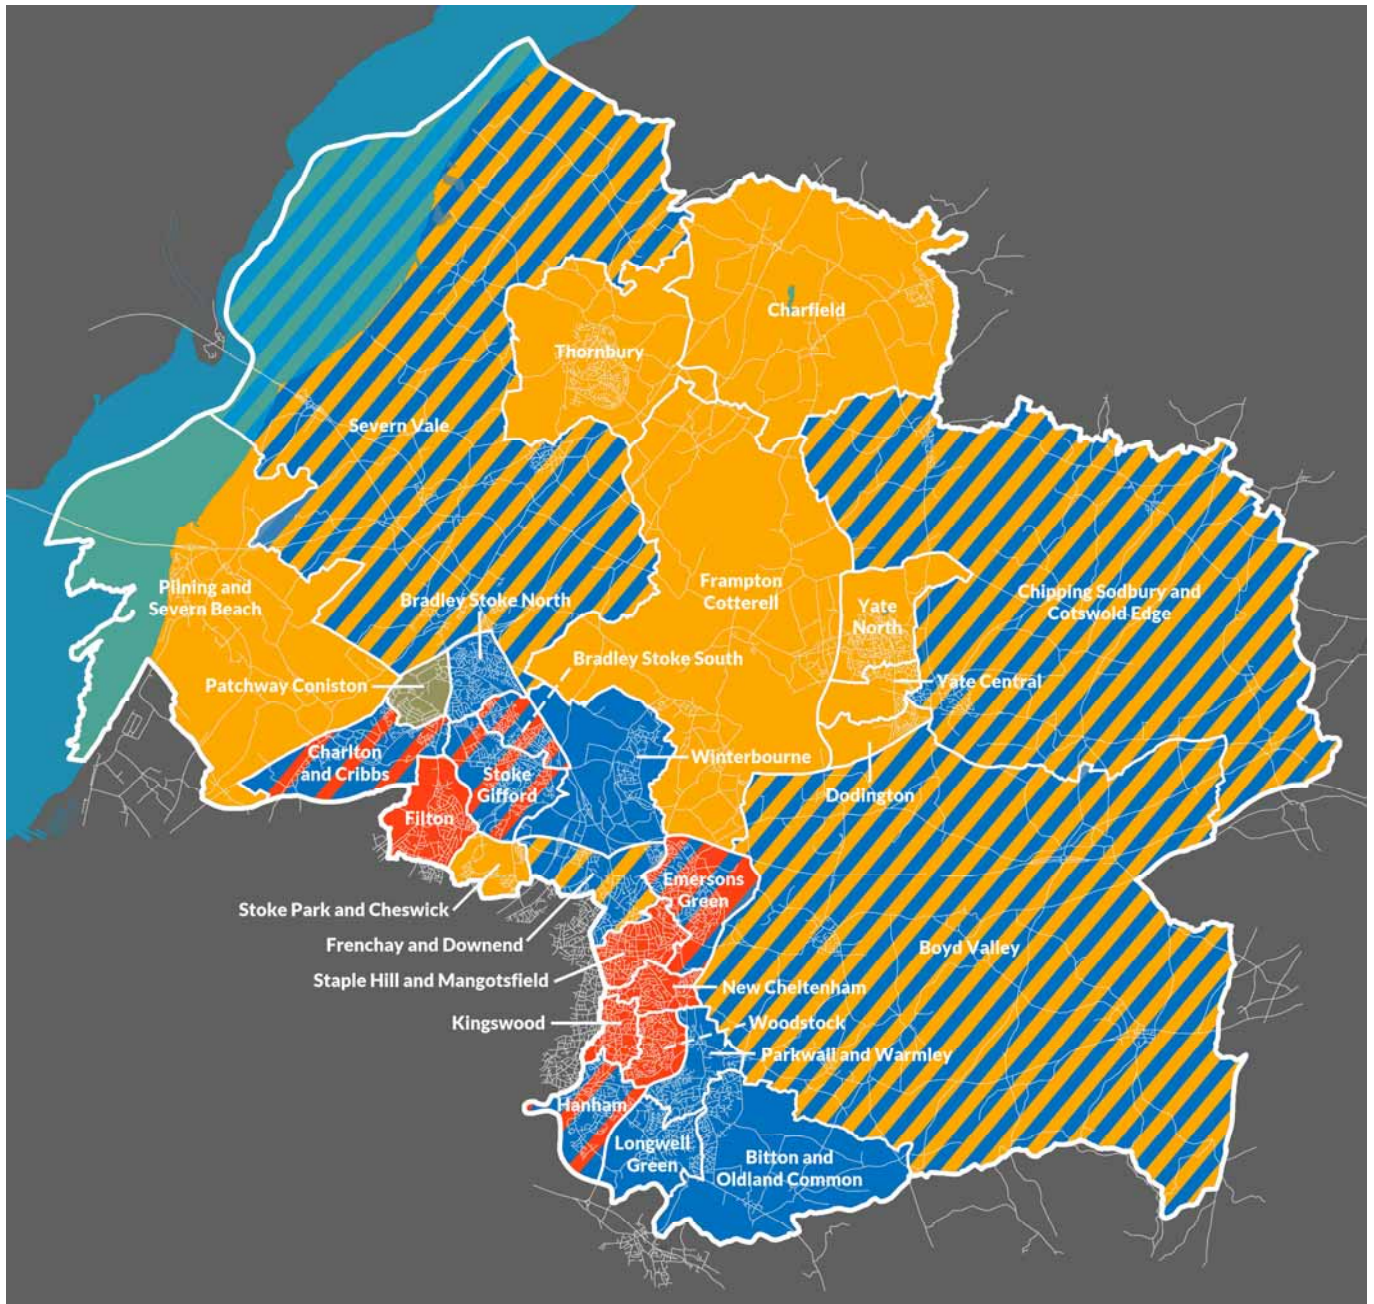 Charfield
Thornbury
Severn Vale
Pilning and
Severn Beach
Bradley Stoke North
Frampton
Cotterell
Yate
North
Chipping Sodbury and
Cotswold Edge
Bradley Stoke South
Patchway Coniston
Yate Central
Charlton
and Cribbs
Stoke
Gifford
Winterbourne
Dodington
Filton
Emersons
Green
Stoke Park and Cheswick
Frenchay and Downend
Boyd Valley
Staple Hill and Mangotsfield
New Cheltenham
Kingswood
Woodstock
Parkwall and Warmley
Hanham
Longwell
Green
Bitton and
Oldland Common